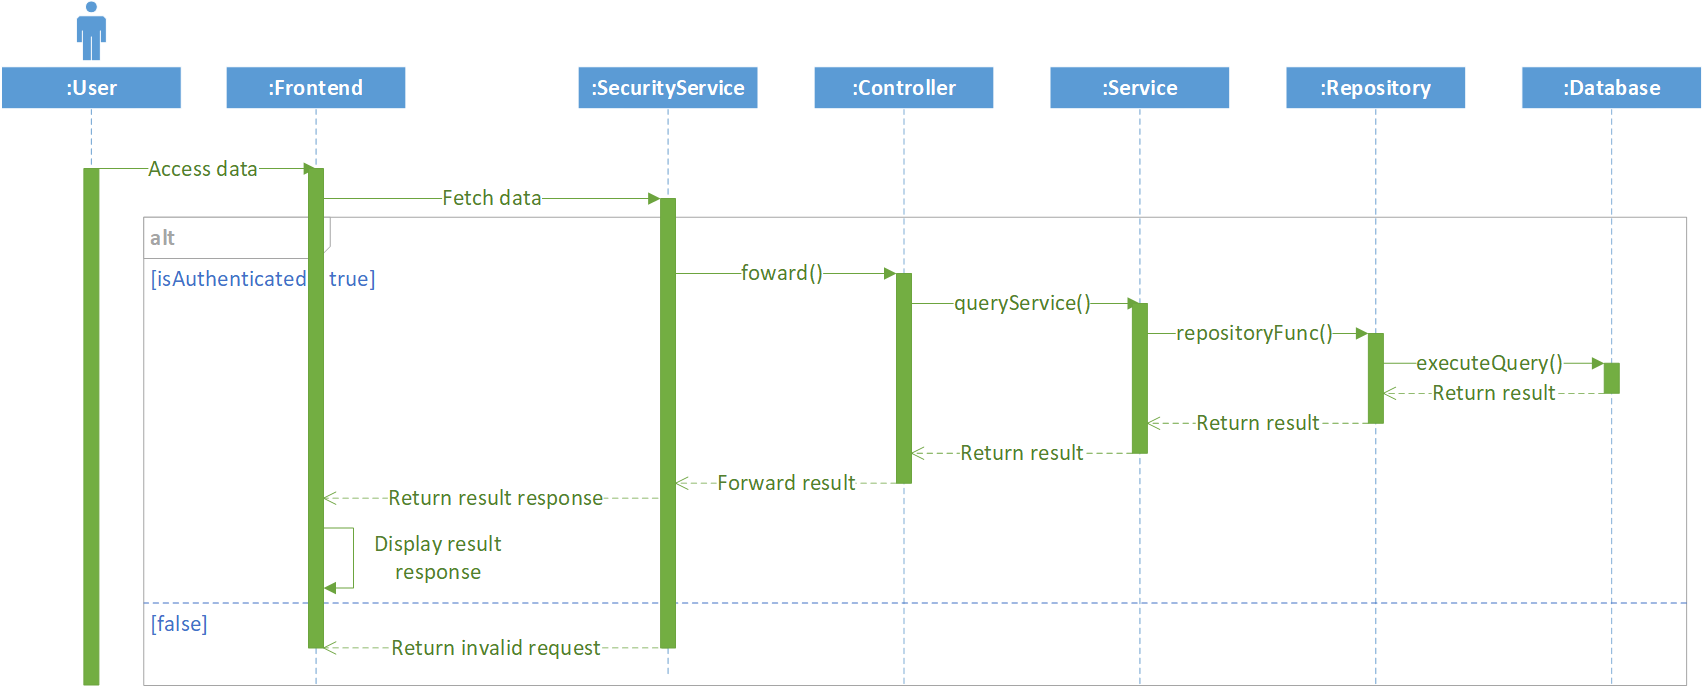 :User
:Frontend
:SecurityService
:Controller
:Service
:Repository
:Database
Access data
Fetch data
alt
[isAuthenticated true]
foward()
queryService()
repositoryFunc()
executeQuery()
Return result
Return result
Return result
Forward result
Return result response
Display result
response
[false]
Return invalid request